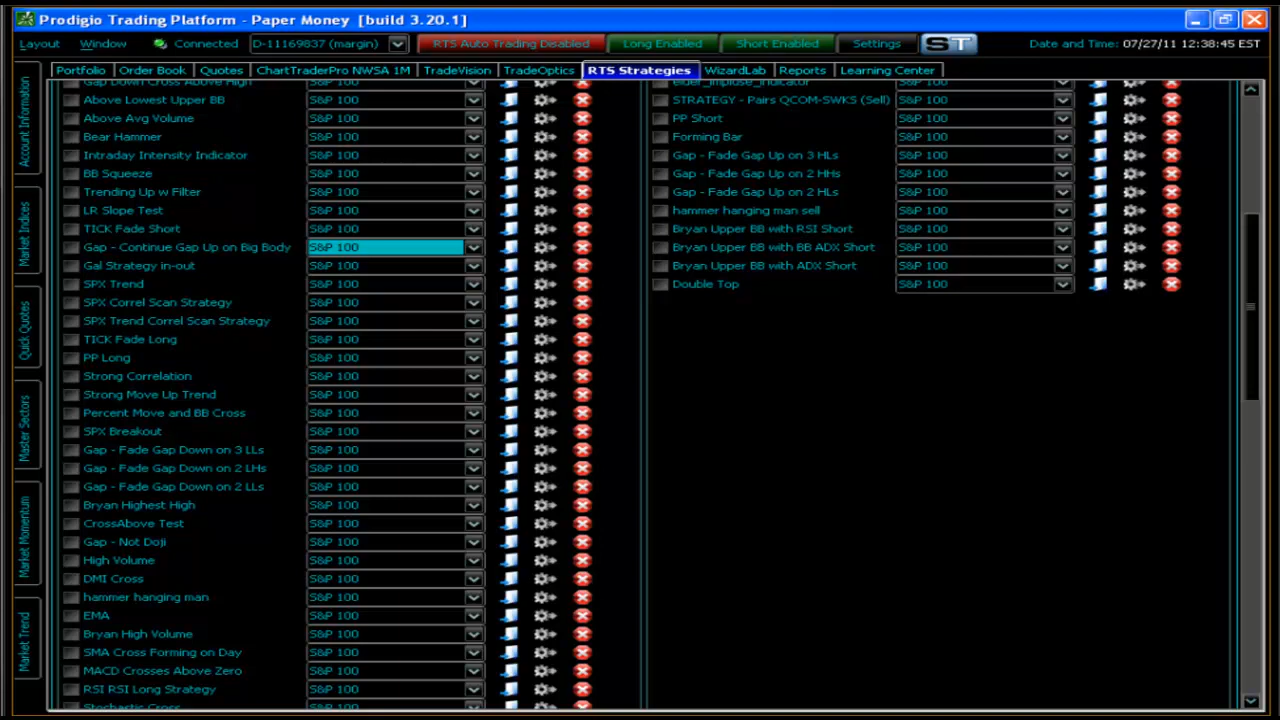 Prodigio Trading Platform - Paper Money [build 3.20.1]
Layout Window Connected D-11169837 (margin) RTS Auto Trading Disabled Long Enabled Short Enabled Settings ST Date and Time: 07/27/11 12:38:45 EST
Portfolio Order Book Quotes ChartTraderPro NWSA 1M TradeVision TradeOptics RTS Strategies WizardLab Reports Learning Center
Account Information
Market Indices
Quick Quotes
Master Sectors
Market Momentum
Market Trend
Gap Down Cross Above High S&P 100
Above Lowest Upper BB S&P 100
Above Avg Volume S&P 100
Bear Hammer S&P 100
Intraday Intensity Indicator S&P 100
BB Squeeze S&P 100
Trending Up w Filter S&P 100
LR Slope Test S&P 100
TICK Fade Short S&P 100
Gap - Continue Gap Up on Big Body S&P 100
Gal Strategy in-out S&P 100
SPX Trend S&P 100
SPX Correl Scan Strategy S&P 100
SPX Trend Correl Scan Strategy S&P 100
TICK Fade Long S&P 100
PP Long S&P 100
Strong Correlation S&P 100
Strong Move Up Trend S&P 100
Percent Move and BB Cross S&P 100
SPX Breakout S&P 100
Gap - Fade Gap Down on 3 LLs S&P 100
Gap - Fade Gap Down on 2 LHs S&P 100
Gap - Fade Gap Down on 2 LLs S&P 100
Bryan Highest High S&P 100
CrossAbove Test S&P 100
Gap - Not Doji S&P 100
High Volume S&P 100
DMI Cross S&P 100
hammer hanging man S&P 100
EMA S&P 100
Bryan High Volume S&P 100
SMA Cross Forming on Day S&P 100
MACD Crosses Above Zero S&P 100
RSI RSI Long Strategy S&P 100
Stochastic Cross S&P 100
elder_impluse_indicator S&P 100
STRATEGY - Pairs QCOM-SWKS (Sell) S&P 100
PP Short S&P 100
Forming Bar S&P 100
Gap - Fade Gap Up on 3 HLs S&P 100
Gap - Fade Gap Up on 2 HHs S&P 100
Gap - Fade Gap Up on 2 HLs S&P 100
hammer hanging man sell S&P 100
Bryan Upper BB with RSI Short S&P 100
Bryan Upper BB with BB ADX Short S&P 100
Bryan Upper BB with ADX Short S&P 100
Double Top S&P 100